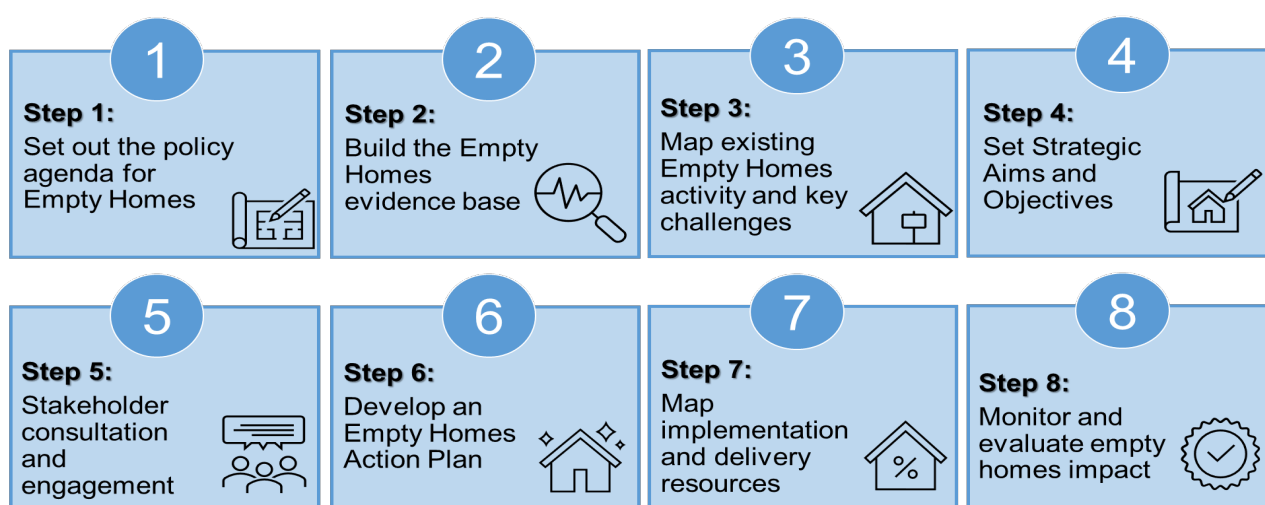 1
Step 1:
Set out the policy
agenda for
Empty Homes
2
Step 2:
Build the Empty
Homes
evidence base
3
Step 3:
Map existing
Empty Homes
activity and key
challenges
4
Step 4:
Set Strategic
Aims and
Objectives
5
Step 5:
Stakeholder
consultation
and
engagement
6
Step 6:
Develop an
Empty Homes
Action Plan
7
Step 7:
Map
implementation
and delivery
resources
%
8
Step 8:
Monitor and
evaluate empty
homes impact